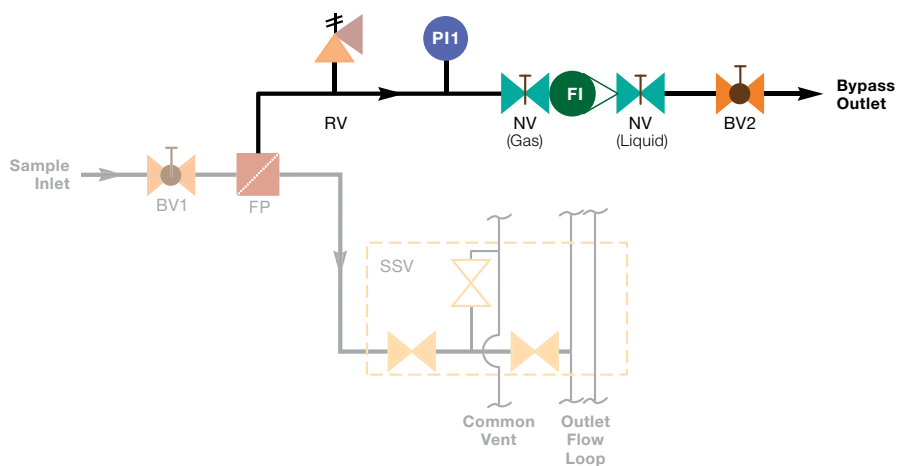 PI1
FI
Bypass
Outlet
RV
NV
(Gas)
NV
(Liquid)
BV2
Sample
Inlet
BV1
FP
SSV
Common
Vent
Outlet
Flow
Loop